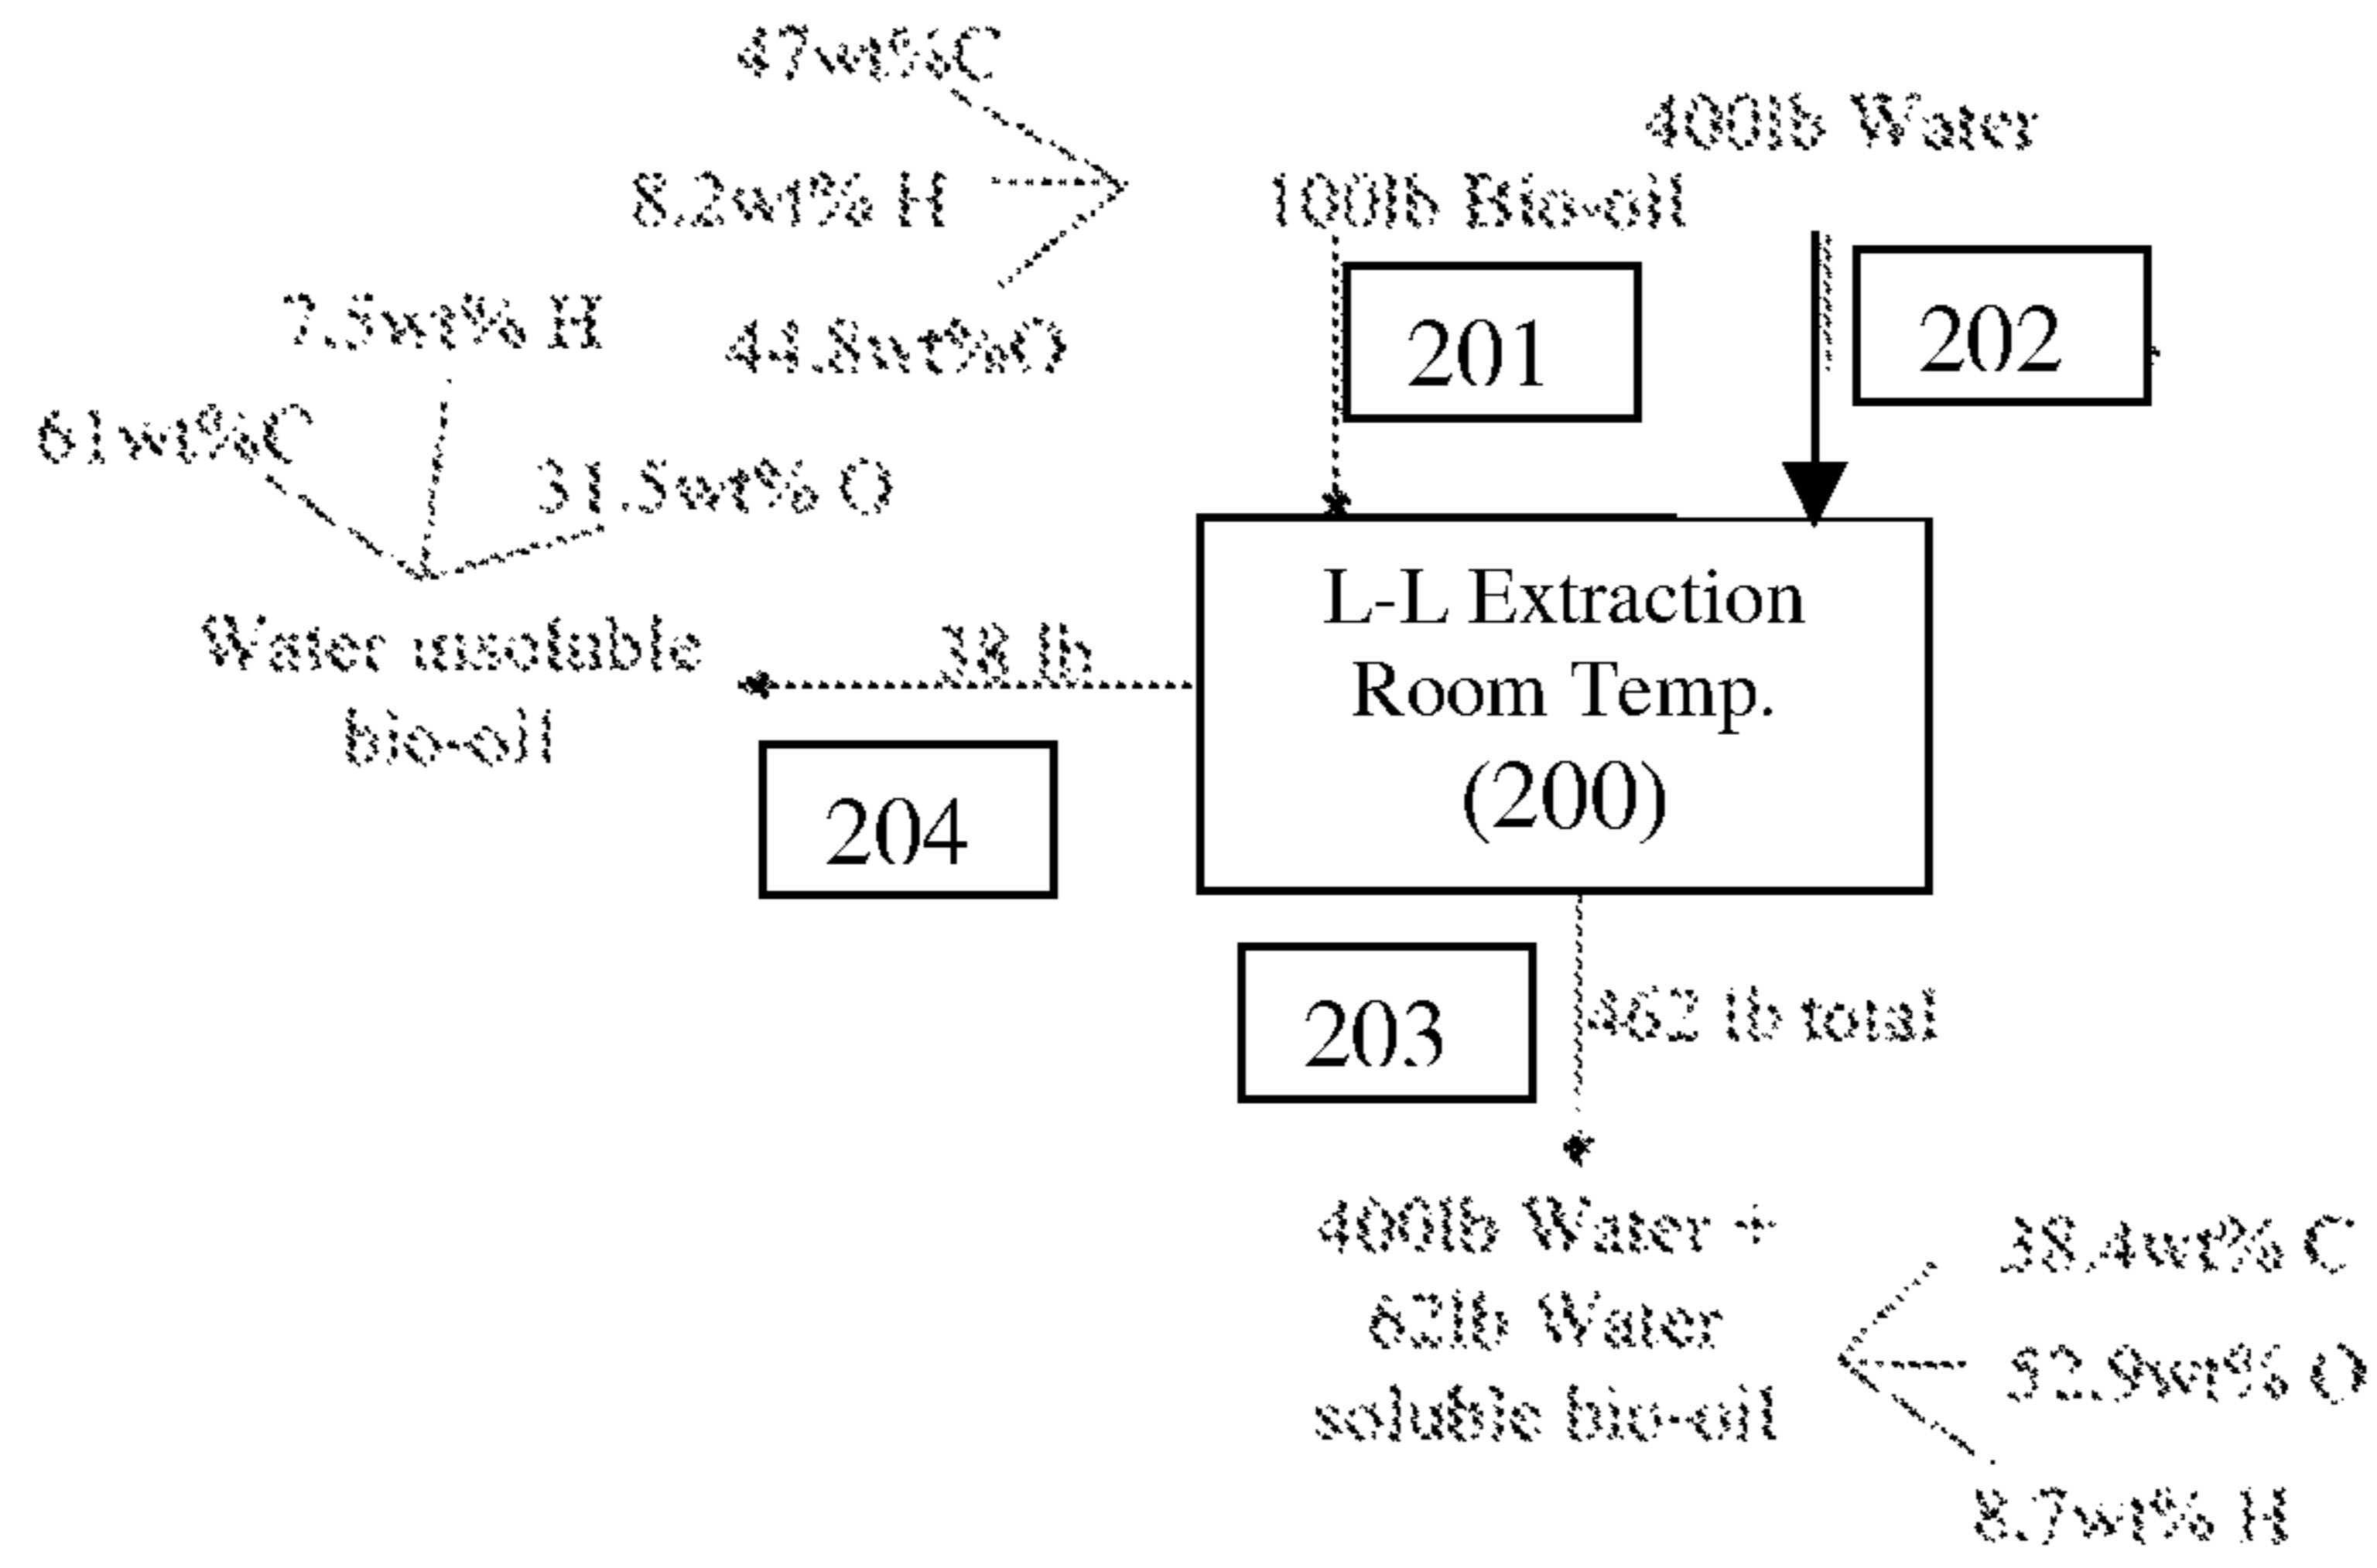 47wt%C
400lb Water
8.2wt% H
100lb Bio-oil
7.5wt% H
44.8wt%O
201
202
61wt%C
31.5wt% O
L-L Extraction
Room Temp.
(200)
Water insoluble
bio-oil
38 lb
204
203
462 lb total
400lb Water +
62lb Water
soluble bio-oil
38.4wt% C
52.9wt% O
8.7wt% H